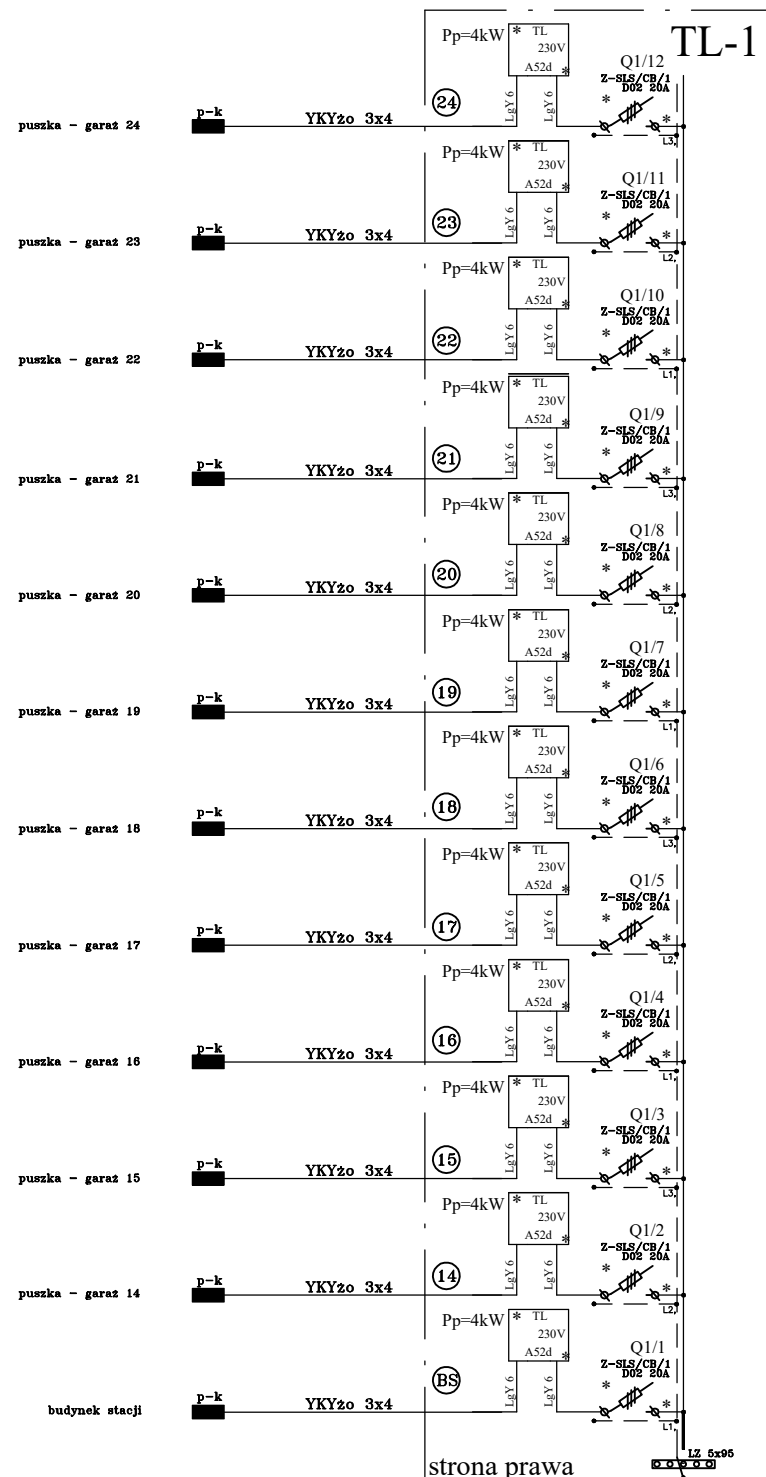 TL-1
Pp=4kW * TL Q1/12
230V Z-SLS/CB/1
A52d * D02 20A
24 LgY 6 LgY 6 * *
puszka - garaż 24 p-k YKYżo 3x4 L3,
Pp=4kW * TL Q1/11
230V Z-SLS/CB/1
A52d * D02 20A
23 LgY 6 LgY 6 * *
puszka - garaż 23 p-k YKYżo 3x4 L2,
Pp=4kW * TL Q1/10
230V Z-SLS/CB/1
A52d * D02 20A
22 LgY 6 LgY 6 * *
puszka - garaż 22 p-k YKYżo 3x4 L1,
Pp=4kW * TL Q1/9
230V Z-SLS/CB/1
A52d * D02 20A
21 LgY 6 LgY 6 * *
puszka - garaż 21 p-k YKYżo 3x4 L3,
Pp=4kW * TL Q1/8
230V Z-SLS/CB/1
A52d * D02 20A
20 LgY 6 LgY 6 * *
puszka - garaż 20 p-k YKYżo 3x4 L2,
Pp=4kW * TL Q1/7
230V Z-SLS/CB/1
A52d * D02 20A
19 LgY 6 LgY 6 * *
puszka - garaż 19 p-k YKYżo 3x4 L1,
Pp=4kW * TL Q1/6
230V Z-SLS/CB/1
A52d * D02 20A
18 LgY 6 LgY 6 * *
puszka - garaż 18 p-k YKYżo 3x4 L3,
Pp=4kW * TL Q1/5
230V Z-SLS/CB/1
A52d * D02 20A
17 LgY 6 LgY 6 * *
puszka - garaż 17 p-k YKYżo 3x4 L2,
Pp=4kW * TL Q1/4
230V Z-SLS/CB/1
A52d * D02 20A
16 LgY 6 LgY 6 * *
puszka - garaż 16 p-k YKYżo 3x4 L1,
Pp=4kW * TL Q1/3
230V Z-SLS/CB/1
A52d * D02 20A
15 LgY 6 LgY 6 * *
puszka - garaż 15 p-k YKYżo 3x4 L3,
Pp=4kW * TL Q1/2
230V Z-SLS/CB/1
A52d * D02 20A
14 LgY 6 LgY 6 * *
puszka - garaż 14 p-k YKYżo 3x4 L2,
Pp=4kW * TL Q1/1
230V Z-SLS/CB/1
A52d * D02 20A
BS LgY 6 LgY 6 * *
budynek stacji p-k YKYżo 3x4 L1,
LZ 5x95
strona prawa